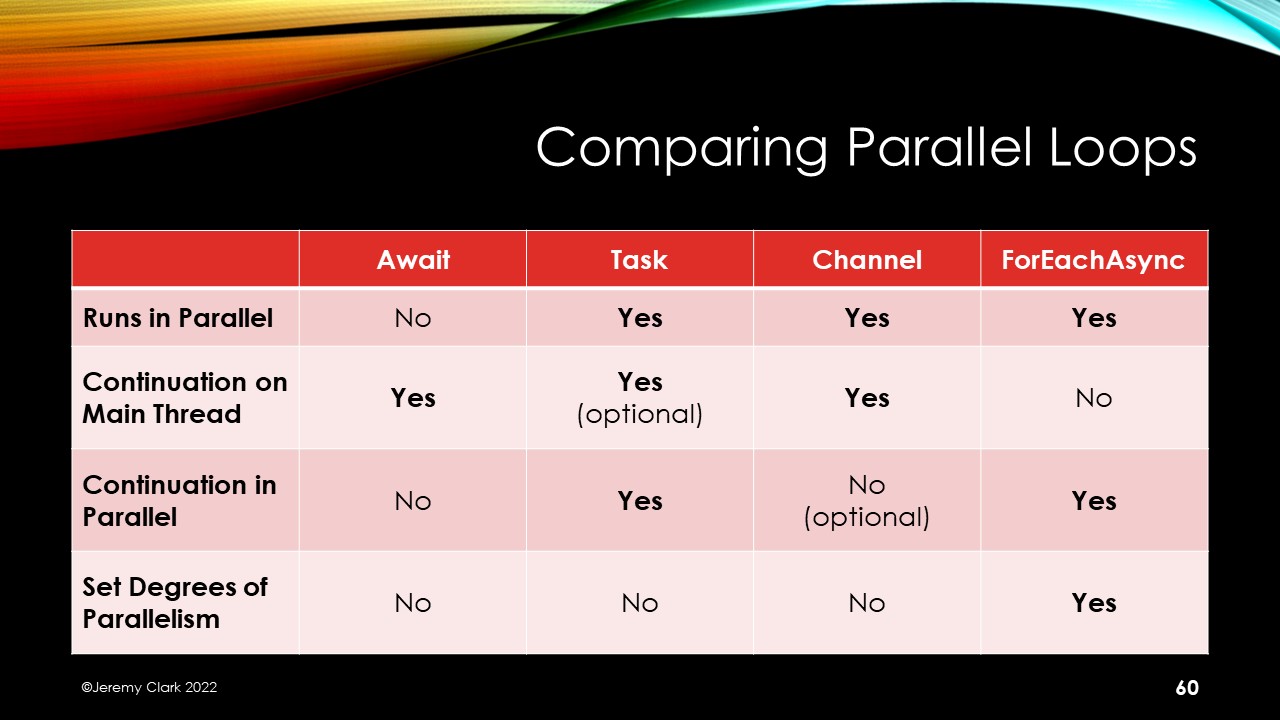 Comparing Parallel Loops
Await Task Channel ForEachAsync
Runs in Parallel No Yes Yes Yes
Continuation on
Main Thread
Yes
Yes
(optional)
Yes
No
Continuation in
Parallel
No
Yes
No
(optional)
Yes
Set Degrees of
Parallelism
No
No
No
Yes
©Jeremy Clark 2022
60